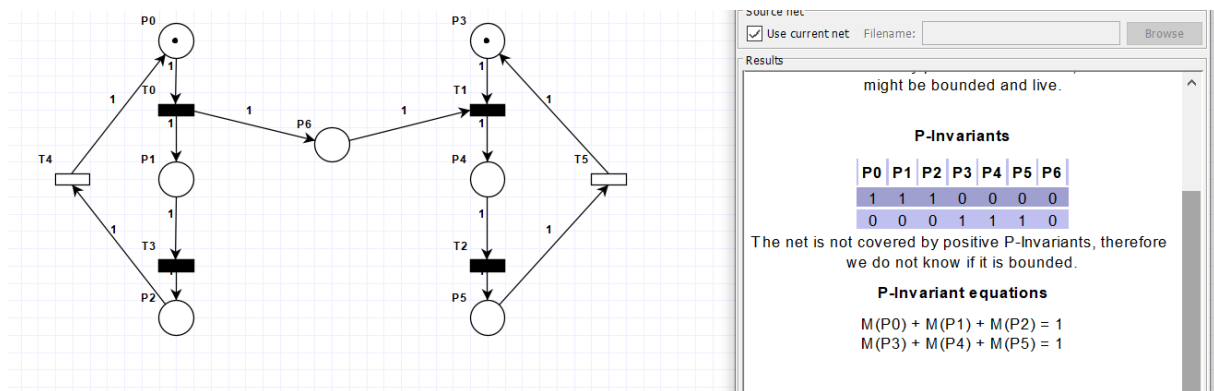 P0
P3
1
1
T0
T1
1
1
1
1
1
1
P6
T4
P1
P4
T5
1
1
1
1
T3
T2
1
1
P2
P5
Source net
Use current net Filename: Browse
Results
might be bounded and live.
P-Invariants
P0 P1 P2 P3 P4 P5 P6
1 1 1 0 0 0 0
0 0 0 1 1 1 0
The net is not covered by positive P-Invariants, therefore
we do not know if it is bounded.
P-Invariant equations
M(P0) + M(P1) + M(P2) = 1
M(P3) + M(P4) + M(P5) = 1